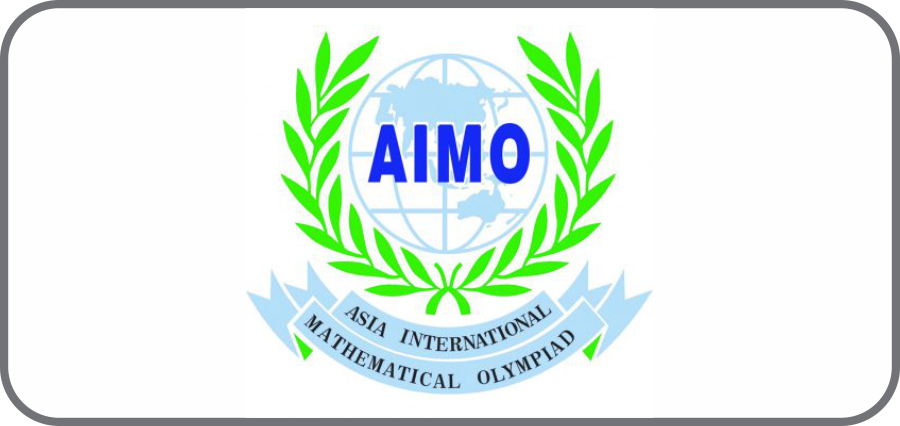 AIMO
ASIA INTERNATIONAL
MATHEMATICAL OLYMPIAD